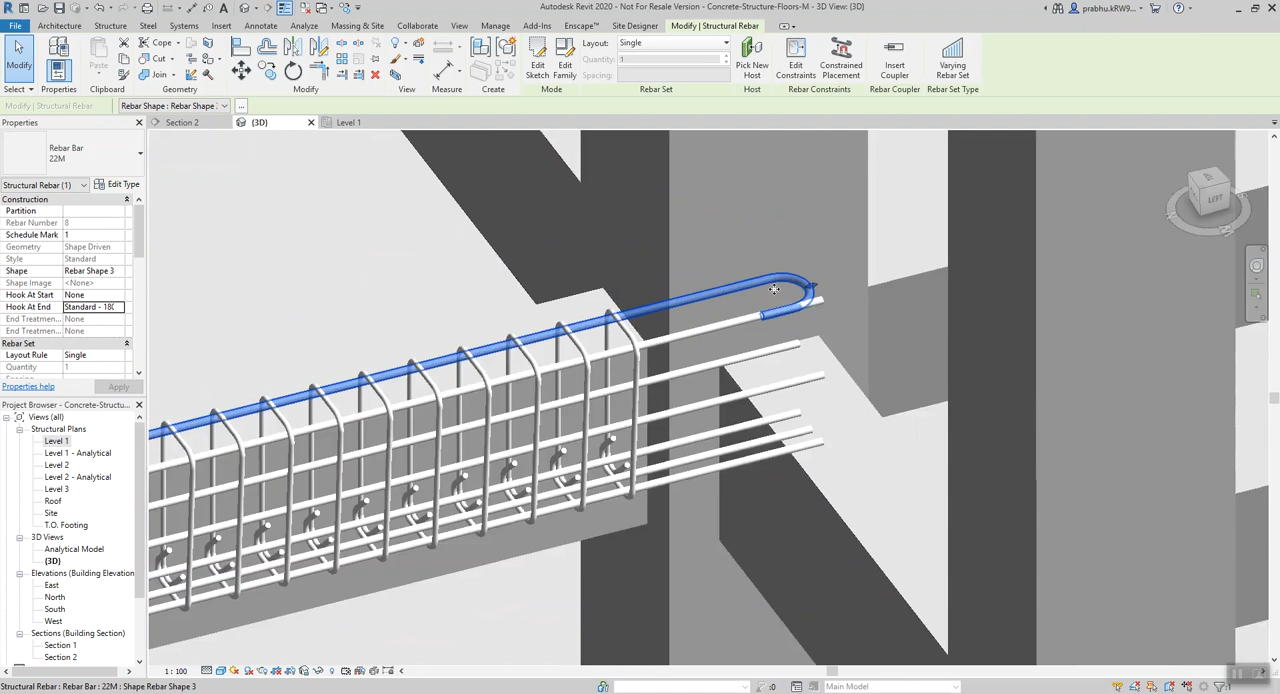 Autodesk Revit 2020 - Not For Resale Version - Concrete-Structure-Floors-M - 3D View: {3D}
prabhu.kRW9...
File Architecture Structure Steel Systems Insert Annotate Analyze Massing & Site Collaborate View Manage Add-Ins Enscape™ Site Designer Modify | Structural Rebar
Modify
Paste
Cope
Cut
Join
Edit Sketch
Edit Family
Layout: Single
Quantity: 1
Spacing:
Pick New Host
Edit Constraints
Constrained Placement
Insert Coupler
Varying Rebar Set
Select Properties Clipboard Geometry Modify View Measure Create Mode Rebar Set Host Rebar Constraints Rebar Coupler Rebar Set Type
Modify | Structural Rebar Rebar Shape : Rebar Shape ...
Properties
Section 2 {3D} Level 1
Rebar Bar
22M
Structural Rebar (1) Edit Type
Construction
Partition
Rebar Number 8
Schedule Mark 1
Geometry Shape Driven
Style Standard
Shape Rebar Shape 3
Shape Image <None>
Hook At Start None
Hook At End Standard - 180
End Treatmen...
End Treatmen...
Rebar Set
Layout Rule Single
Quantity 1
Spacing
Properties help Apply
Project Browser - Concrete-Structu...
Views (all)
Structural Plans
Level 1
Level 1 - Analytical
Level 2
Level 2 - Analytical
Level 3
Roof
Site
T.O. Footing
3D Views
Analytical Model
{3D}
Elevations (Building Elevation
East
North
South
West
Sections (Building Section)
Section 1
Section 2
LEFT
1 : 100
Structural Rebar : Rebar Bar : 22M : Shape Rebar Shape 3
:0
Main Model